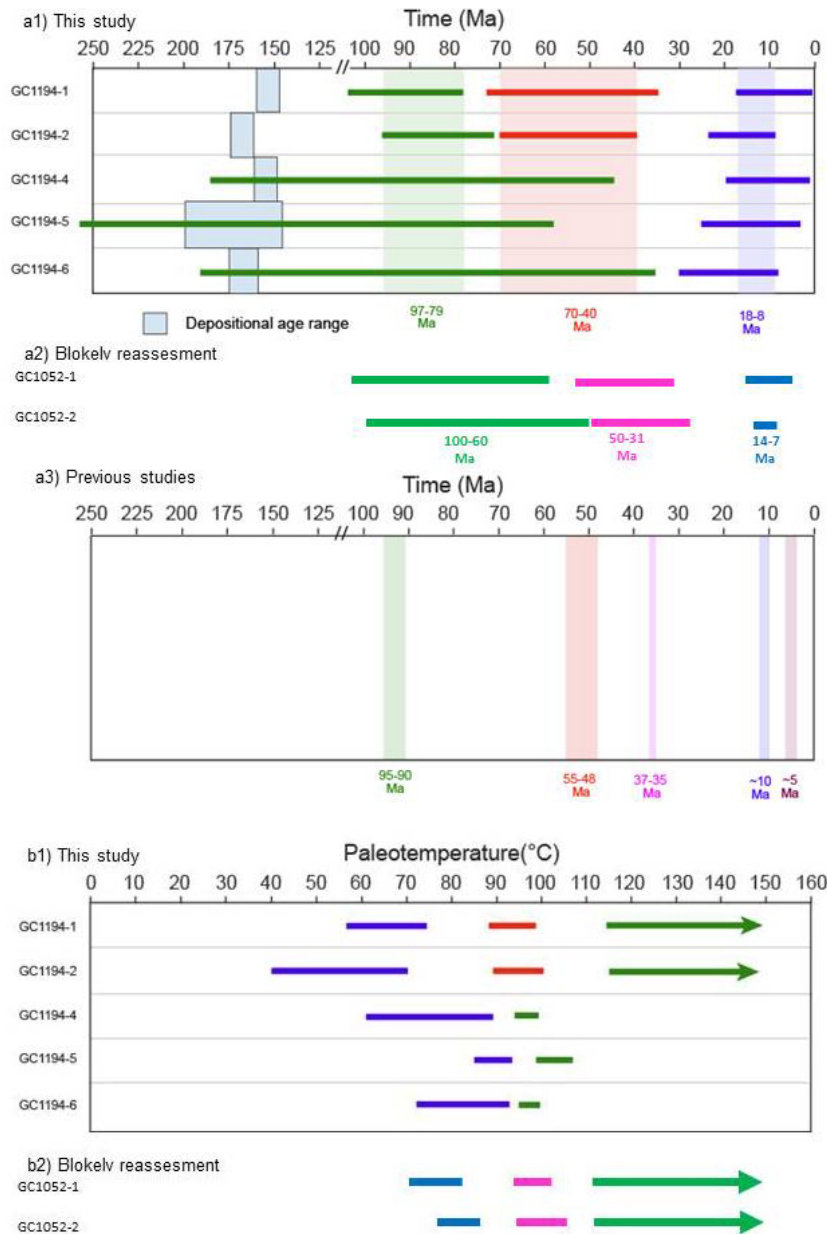 a1) This study
Time (Ma)
250 225 200 175 150 125 // 100 90 80 70 60 50 40 30 20 10 0
GC1194-1
GC1194-2
GC1194-4
GC1194-5
GC1194-6
Depositional age range
97-79
Ma
70-40
Ma
18-8
Ma
a2) Blokelv reassesment
GC1052-1
GC1052-2
100-60
Ma
50-31
Ma
14-7
Ma
a3) Previous studies
Time (Ma)
250 225 200 175 150 125 // 100 90 80 70 60 50 40 30 20 10 0
95-90
Ma
55-48
Ma
37-35
Ma
~10
Ma
~5
Ma
b1) This study
Paleotemperature(°C)
0 10 20 30 40 50 60 70 80 90 100 110 120 130 140 150 160
GC1194-1
GC1194-2
GC1194-4
GC1194-5
GC1194-6
b2) Blokelv reassesment
GC1052-1
GC1052-2